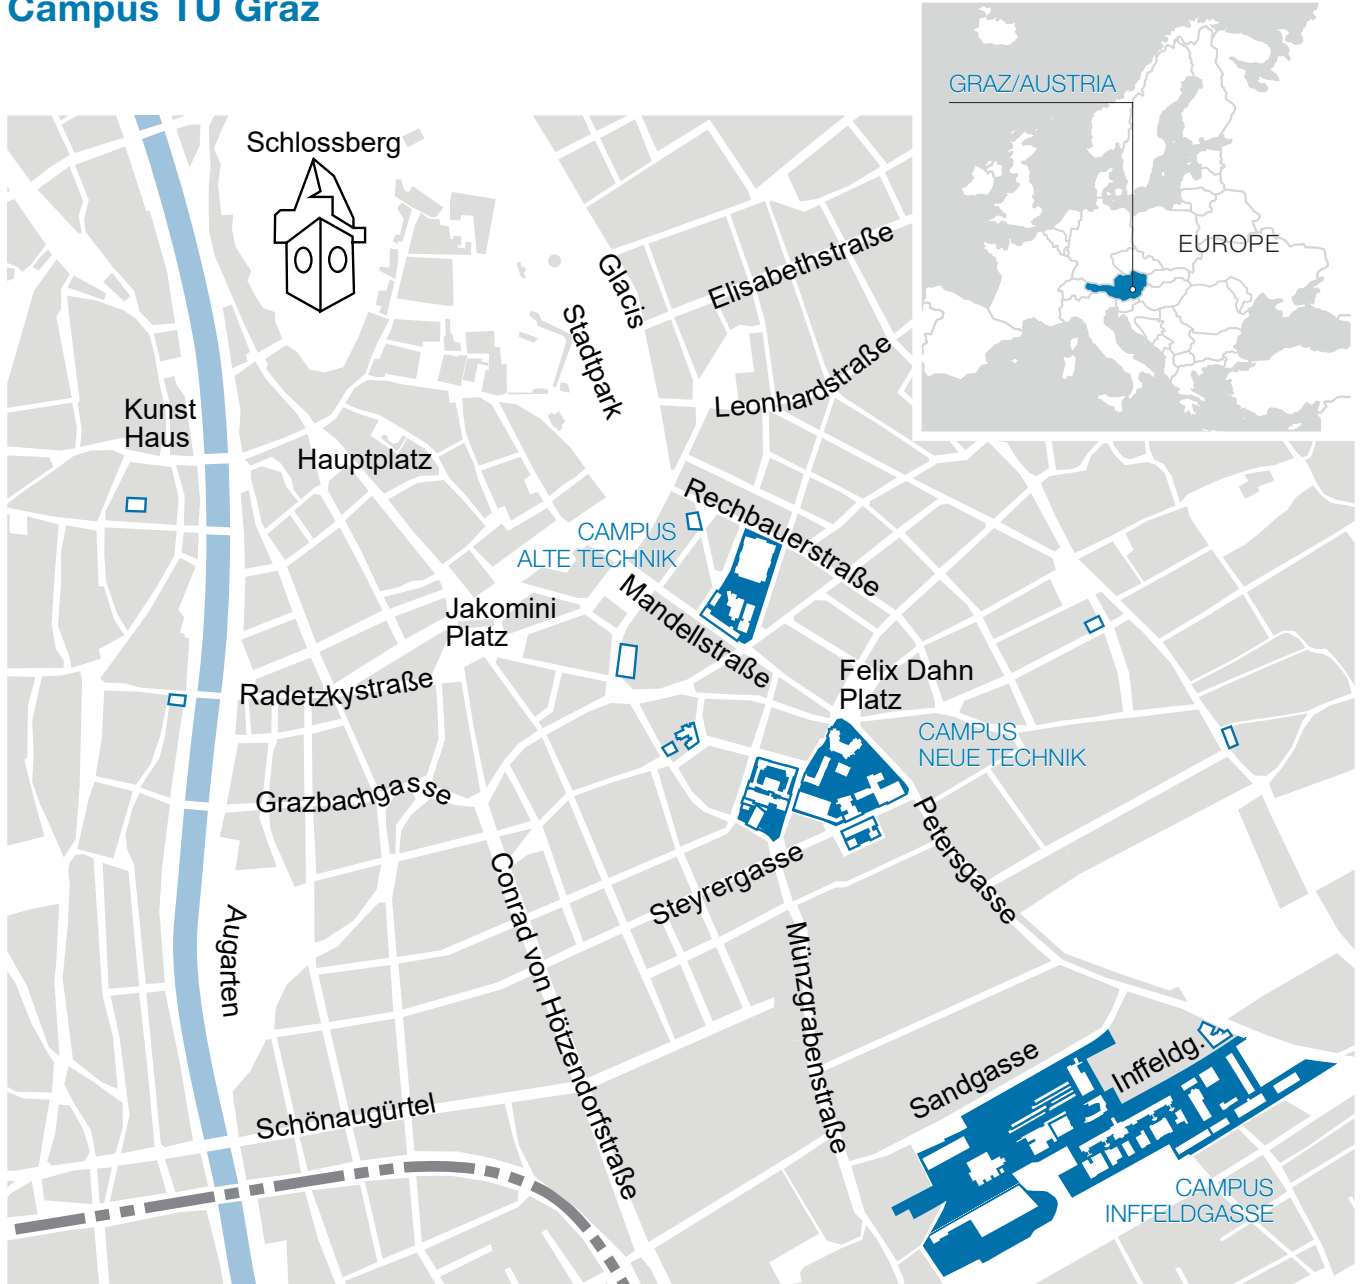 Campus TU Graz
GRAZ/AUSTRIA
EUROPE
Schlossberg
Glacis
Elisabethstraße
Stadtpark
Leonhardstraße
Kunst
Haus
Hauptplatz
Rechbauerstraße
CAMPUS
ALTE TECHNIK
Mandellstraße
Jakomini
Platz
Felix Dahn
Platz
Radetzkystraße
CAMPUS
NEUE TECHNIK
Grazbachgasse
Petersgasse
Steyrergasse
Conrad von Hötzendorfstraße
Augarten
Münzgrabenstraße
Sandgasse
Inffeldg.
Schönaugürtel
CAMPUS
INFFELDGASSE